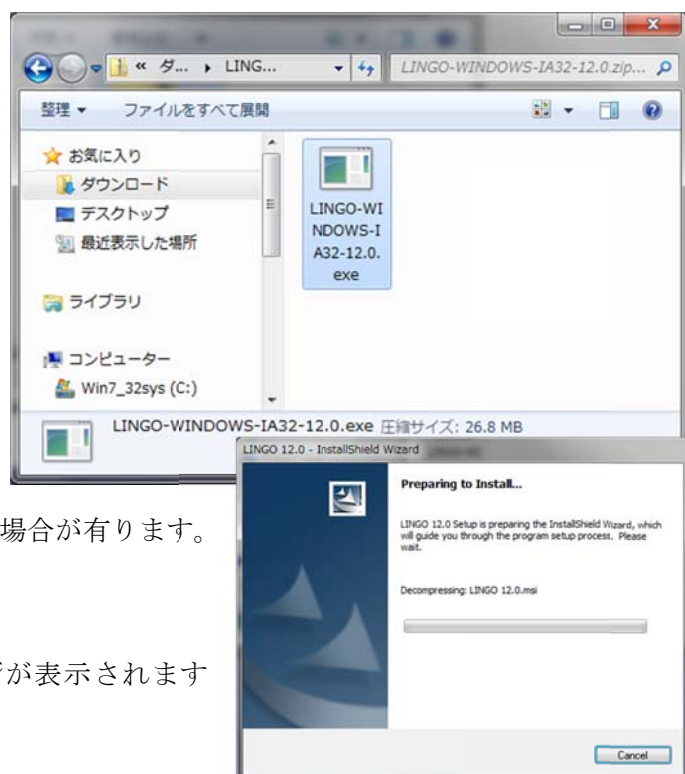 « ダ... ▸ LING...
LINGO-WINDOWS-IA32-12.0.zip...
整理 ▼ ファイルをすべて展開
お気に入り
ダウンロード
デスクトップ
最近表示した場所
ライブラリ
コンピューター
Win7_32sys (C:)
LINGO-WI
NDOWS-I
A32-12.0.
exe
LINGO-WINDOWS-IA32-12.0.exe 圧縮サイズ: 26.8 MB
LINGO 12.0 - InstallShield Wizard
Preparing to Install...
LINGO 12.0 Setup is preparing the InstallShield Wizard, which
will guide you through the program setup process. Please
wait.
Decompressing: LINGO 12.0.msi
Cancel
場合が有ります。
が表示されます